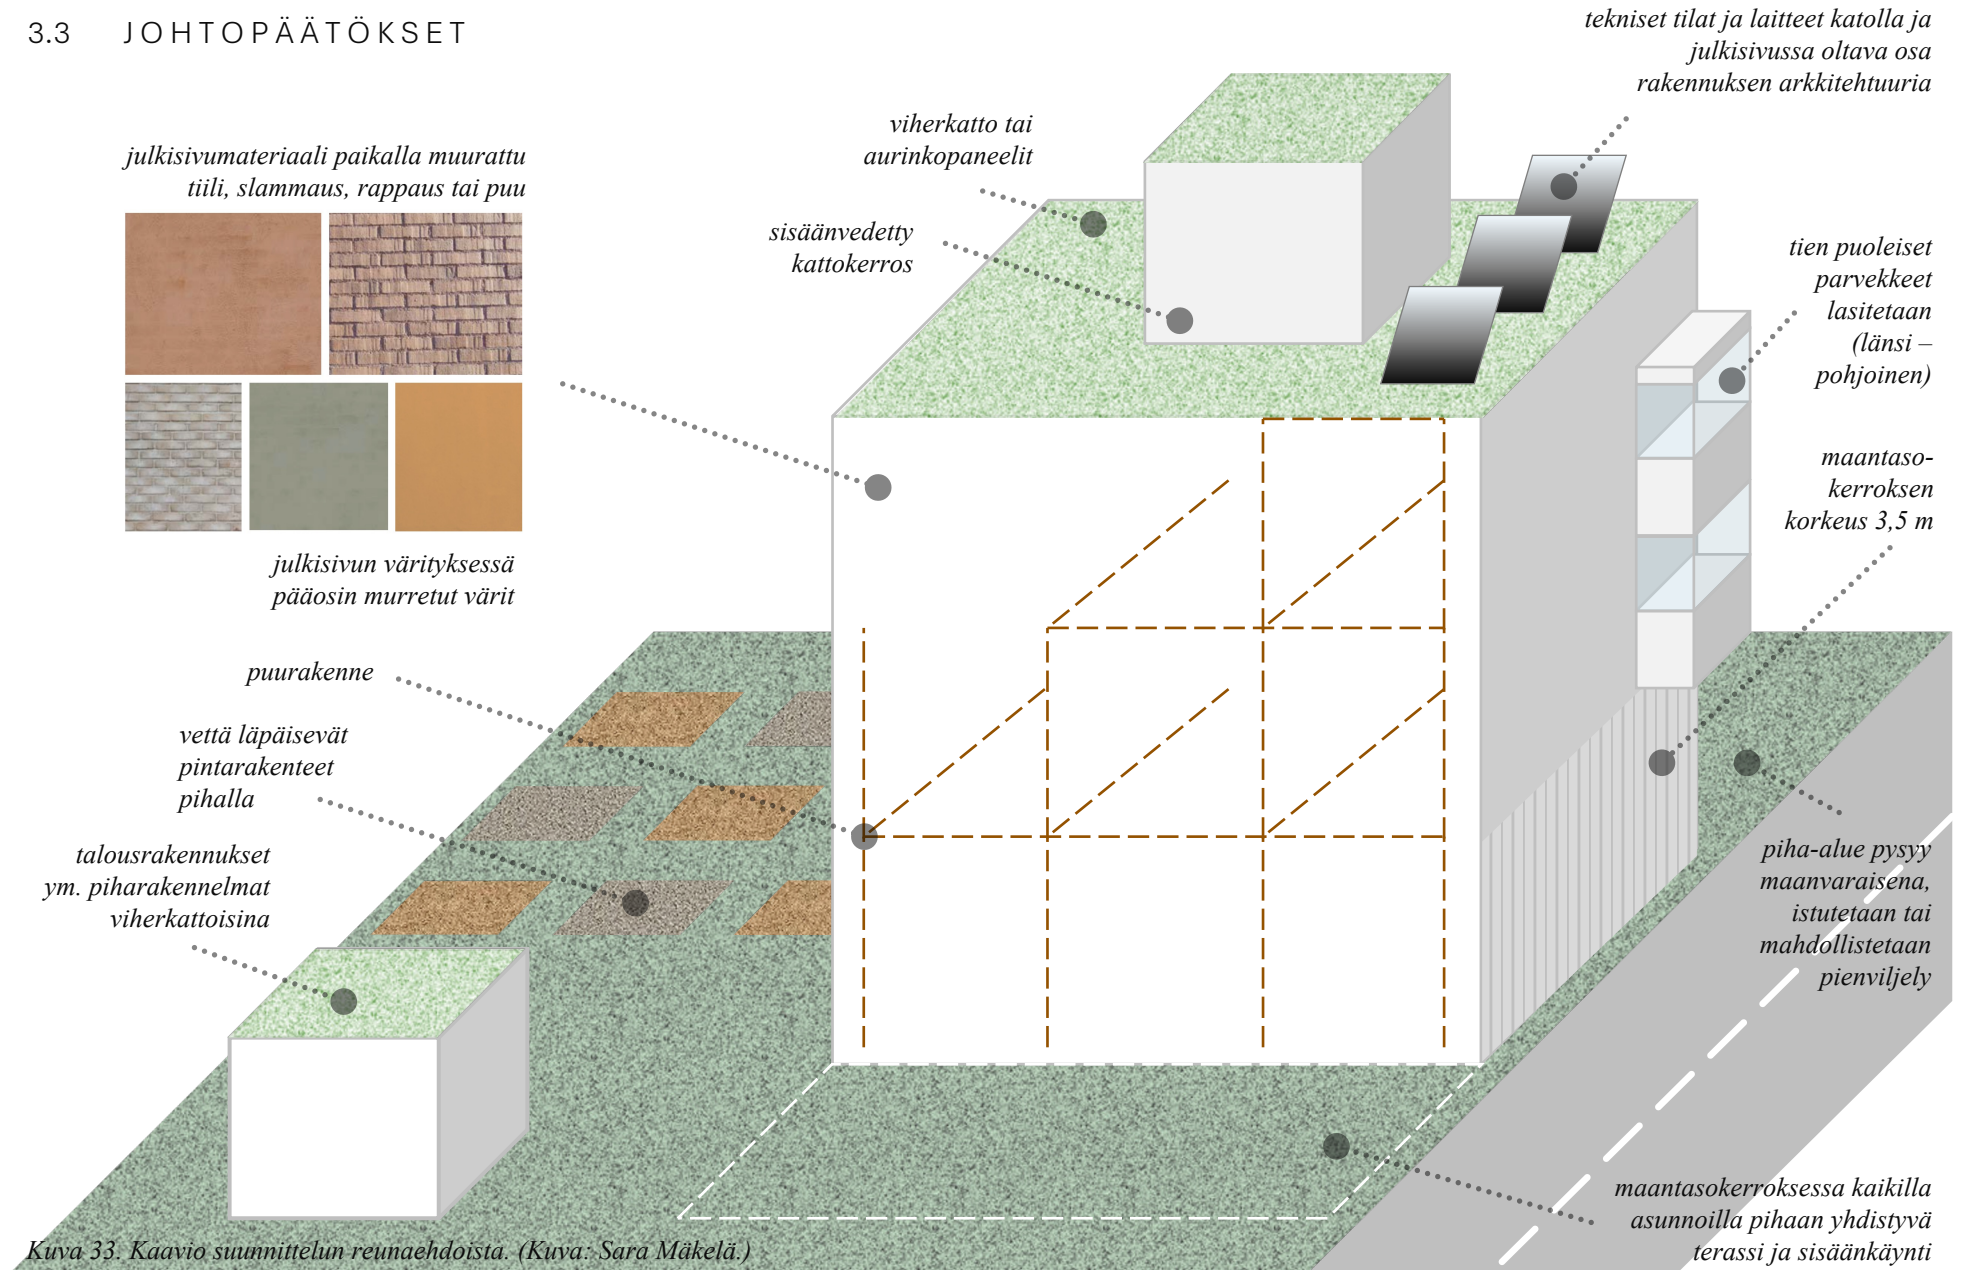 3.3 JOHTOPÄÄTÖKSET
tekniset tilat ja laitteet katolla ja
julkisivussa oltava osa
rakennuksen arkkitehtuuria
viherkatto tai
aurinkopaneelit
julkisivumateriaali paikalla muurattu
tiili, slammaus, rappaus tai puu
sisäänvedetty
kattokerros
tien puoleiset
parvekkeet
lasitetaan
(länsi –
pohjoinen)
maantaso-
kerroksen
korkeus 3,5 m
julkisivun värityksessä
pääosin murretut värit
puurakenne
vettä läpäisevät
pintarakenteet
pihalla
talousrakennukset
ym. piharakennelmat
viherkattoisina
piha-alue pysyy
maanvaraisena,
istutetaan tai
mahdollistetaan
pienviljely
maantasokerroksessa kaikilla
asunnoilla pihaan yhdistyvä
terassi ja sisäänkäynti
Kuva 33. Kaavio suunnittelun reunaehdoista. (Kuva: Sara Mäkelä.)